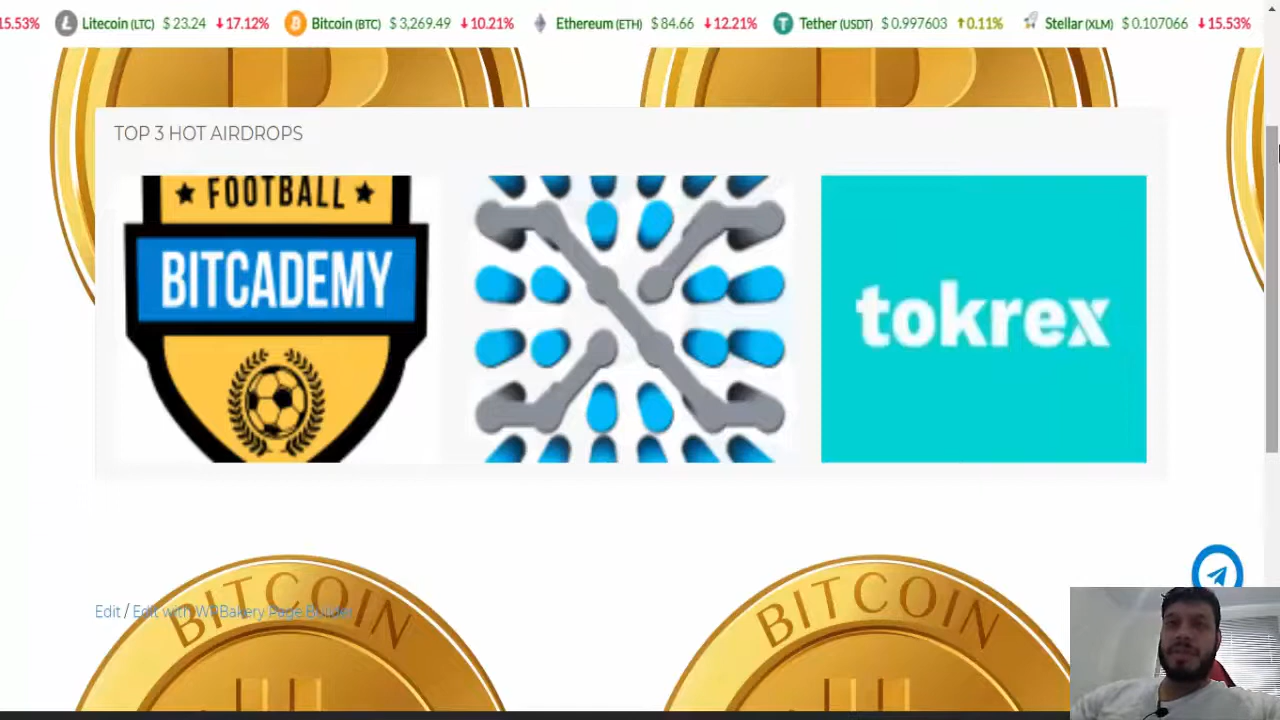 15.53% Litecoin (LTC) $ 23.24 ↓17.12% Bitcoin (BTC) $ 3,269.49 ↓10.21% Ethereum (ETH) $ 84.66 ↓12.21% Tether (USDT) $ 0.997603 ↑0.11% Stellar (XLM) $ 0.107066 ↓15.53%
TOP 3 HOT AIRDROPS
★ FOOTBALL ★
BITCADEMY
tokrex
BITCOIN
BITCOIN
Edit / Edit with WPBakery Page Builder